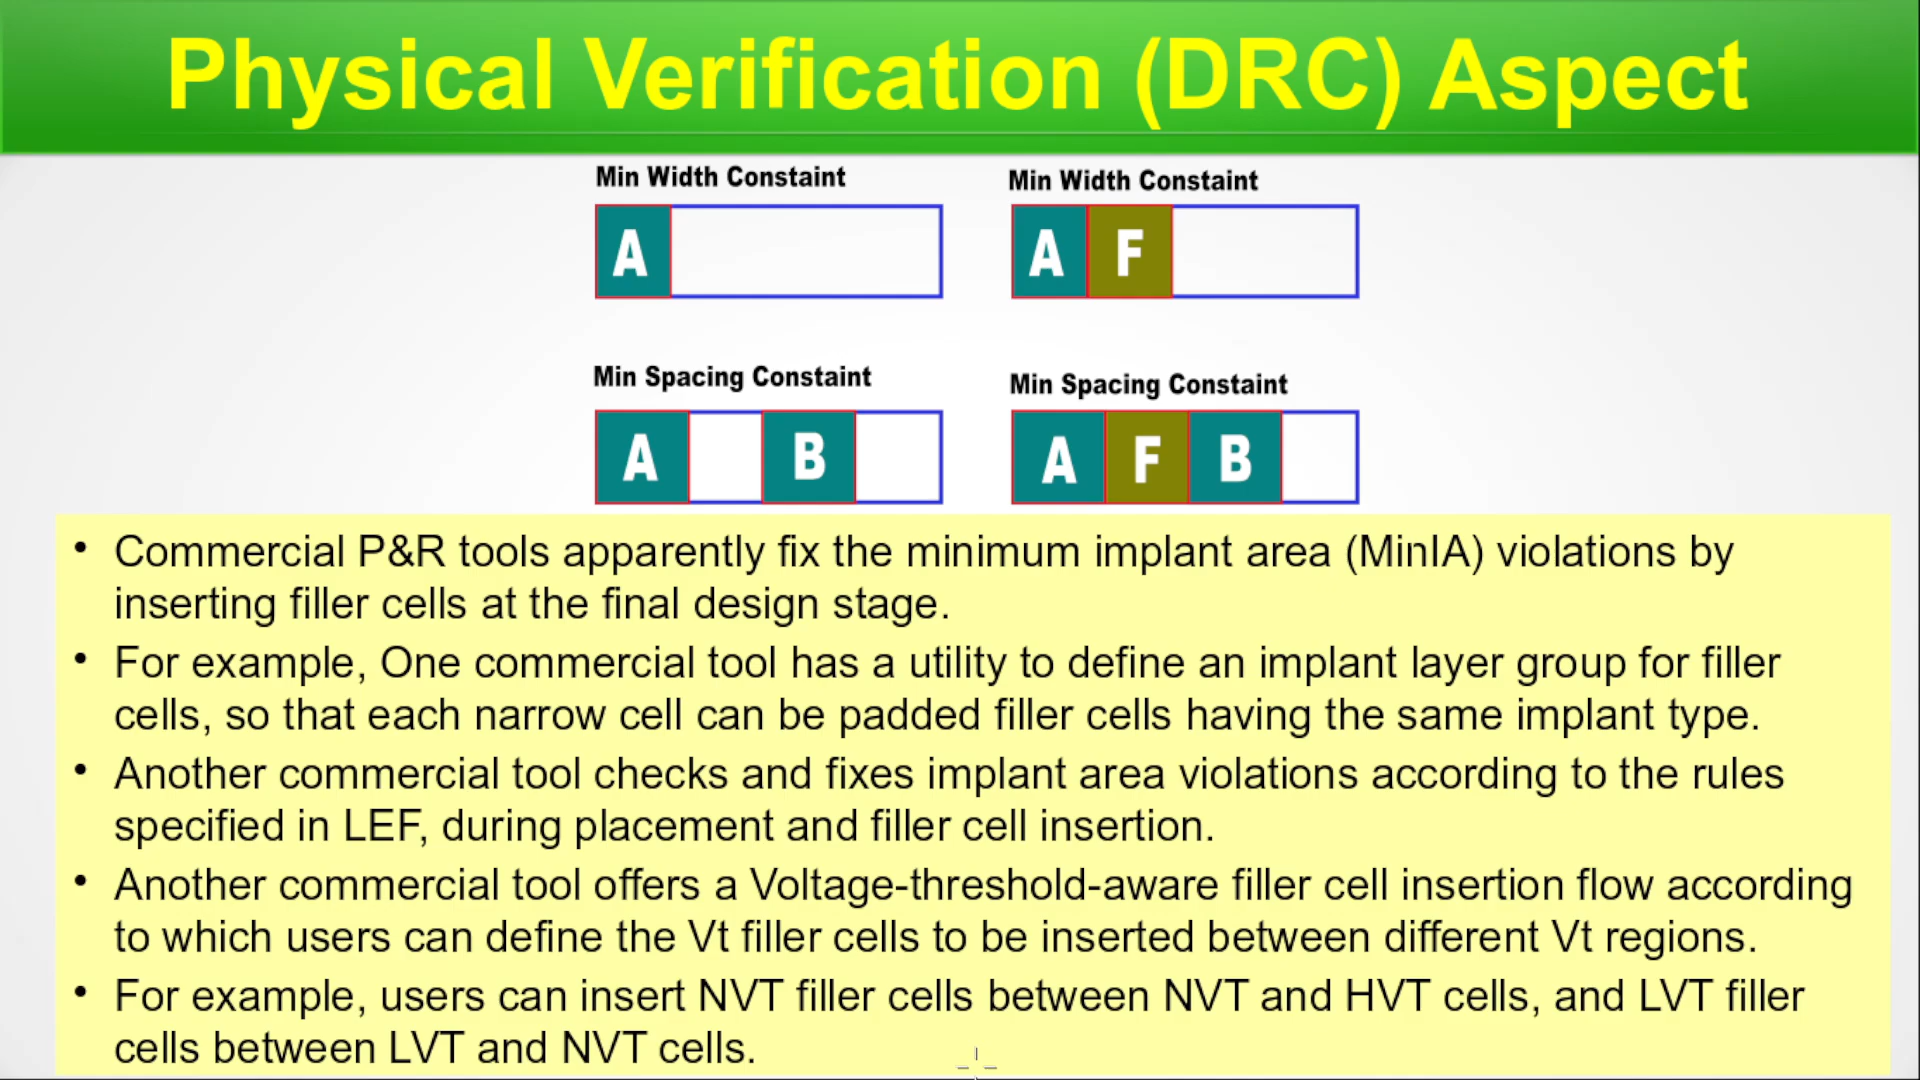 Physical Verification (DRC) Aspect
Min Width Constaint
Min Width Constaint
A
A F
Min Spacing Constaint
Min Spacing Constaint
A B
A F B
• Commercial P&R tools apparently fix the minimum implant area (MinIA) violations by
inserting filler cells at the final design stage.
• For example, One commercial tool has a utility to define an implant layer group for filler
cells, so that each narrow cell can be padded filler cells having the same implant type.
• Another commercial tool checks and fixes implant area violations according to the rules
specified in LEF, during placement and filler cell insertion.
• Another commercial tool offers a Voltage-threshold-aware filler cell insertion flow according
to which users can define the Vt filler cells to be inserted between different Vt regions.
• For example, users can insert NVT filler cells between NVT and HVT cells, and LVT filler
cells between LVT and NVT cells.